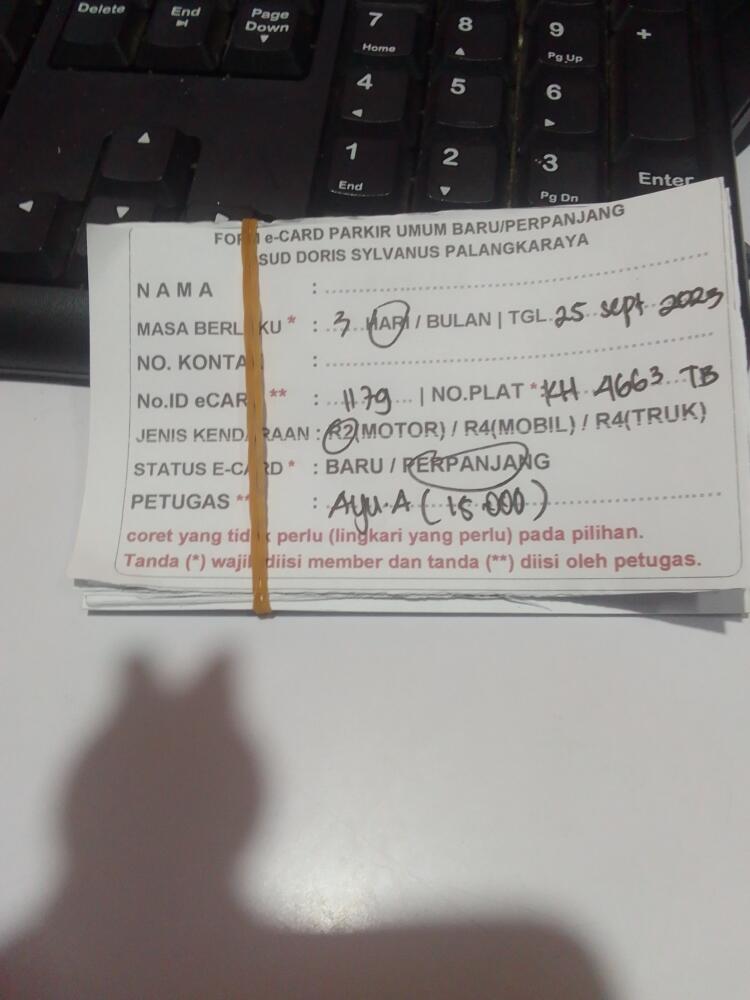 Delete End Page Down 7 Home 8 9 Pg Up +
4 5 6
1 End 2 3 Pg Dn Enter
FORM e-CARD PARKIR UMUM BARU/PERPANJANG
SUD DORIS SYLVANUS PALANGKARAYA
NAMA :
MASA BERL KU * : 3 HARI / BULAN | TGL 25 sept 2023
NO. KONTA :
No.ID eCAR ** : 1179 | NO.PLAT * KH 4663 TB
JENIS KEND RAAN : R2(MOTOR) / R4(MOBIL) / R4(TRUK)
STATUS E-C RD * : BARU / PERPANJANG
PETUGAS ** : Ayu.A (15.000)
coret yang tid k perlu (lingkari yang perlu) pada pilihan.
Tanda (*) waji diisi member dan tanda (**) diisi oleh petugas.